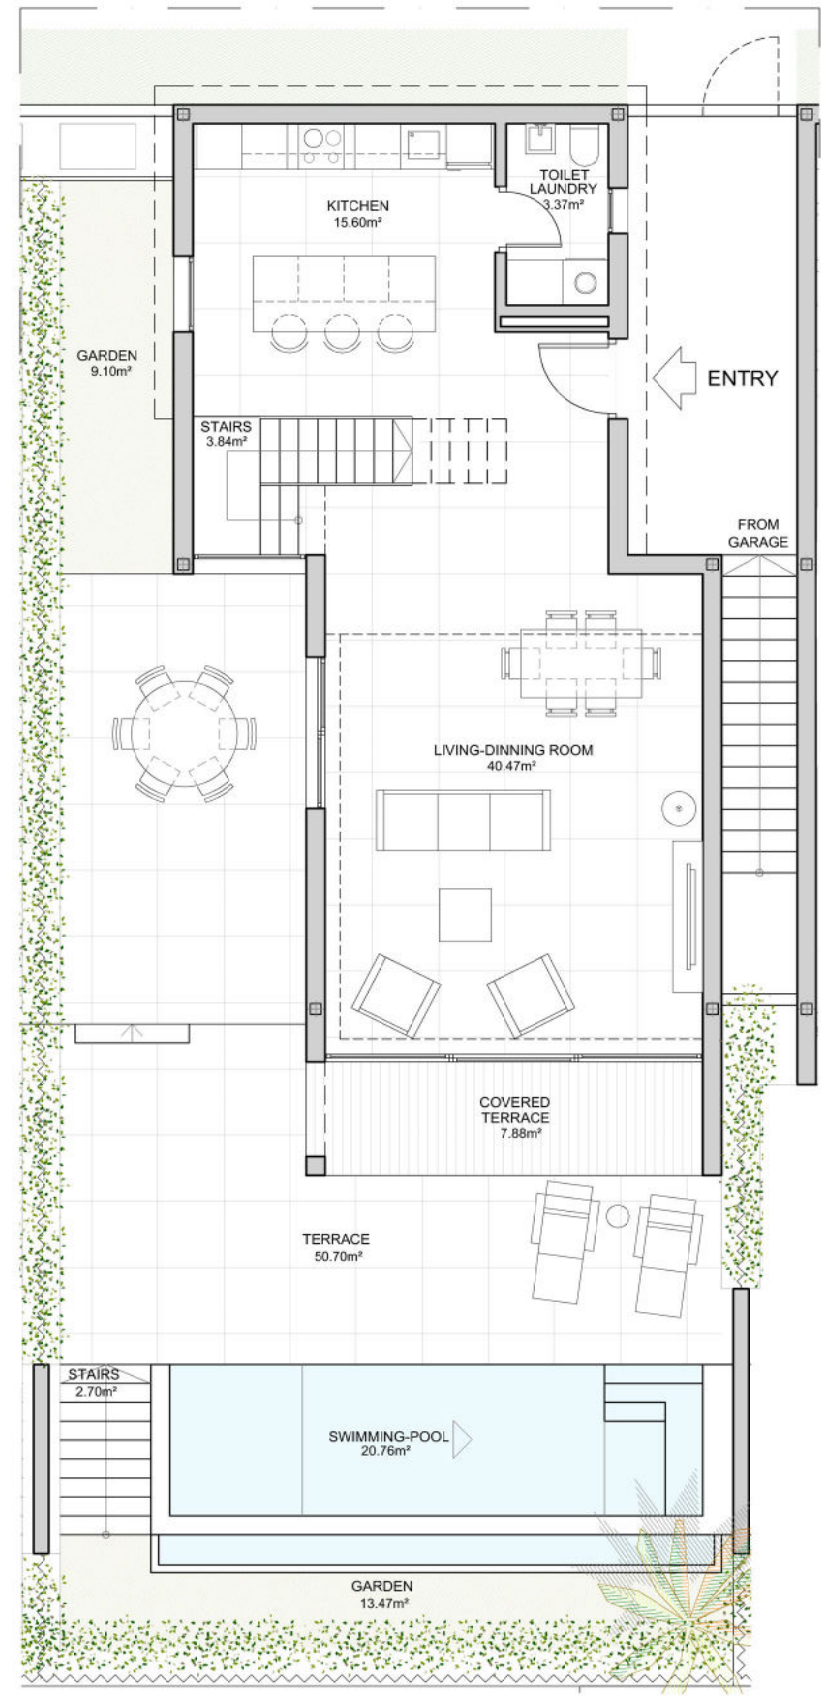 TOILET
LAUNDRY
3.37m²
KITCHEN
15.60m²
GARDEN
9.10m²
ENTRY
STAIRS
3.84m²
FROM
GARAGE
LIVING-DINNING ROOM
40.47m²
COVERED
TERRACE
7.88m²
TERRACE
50.70m²
STAIRS
2.70m²
SWIMMING-POOL
20.76m²
GARDEN
13.47m²